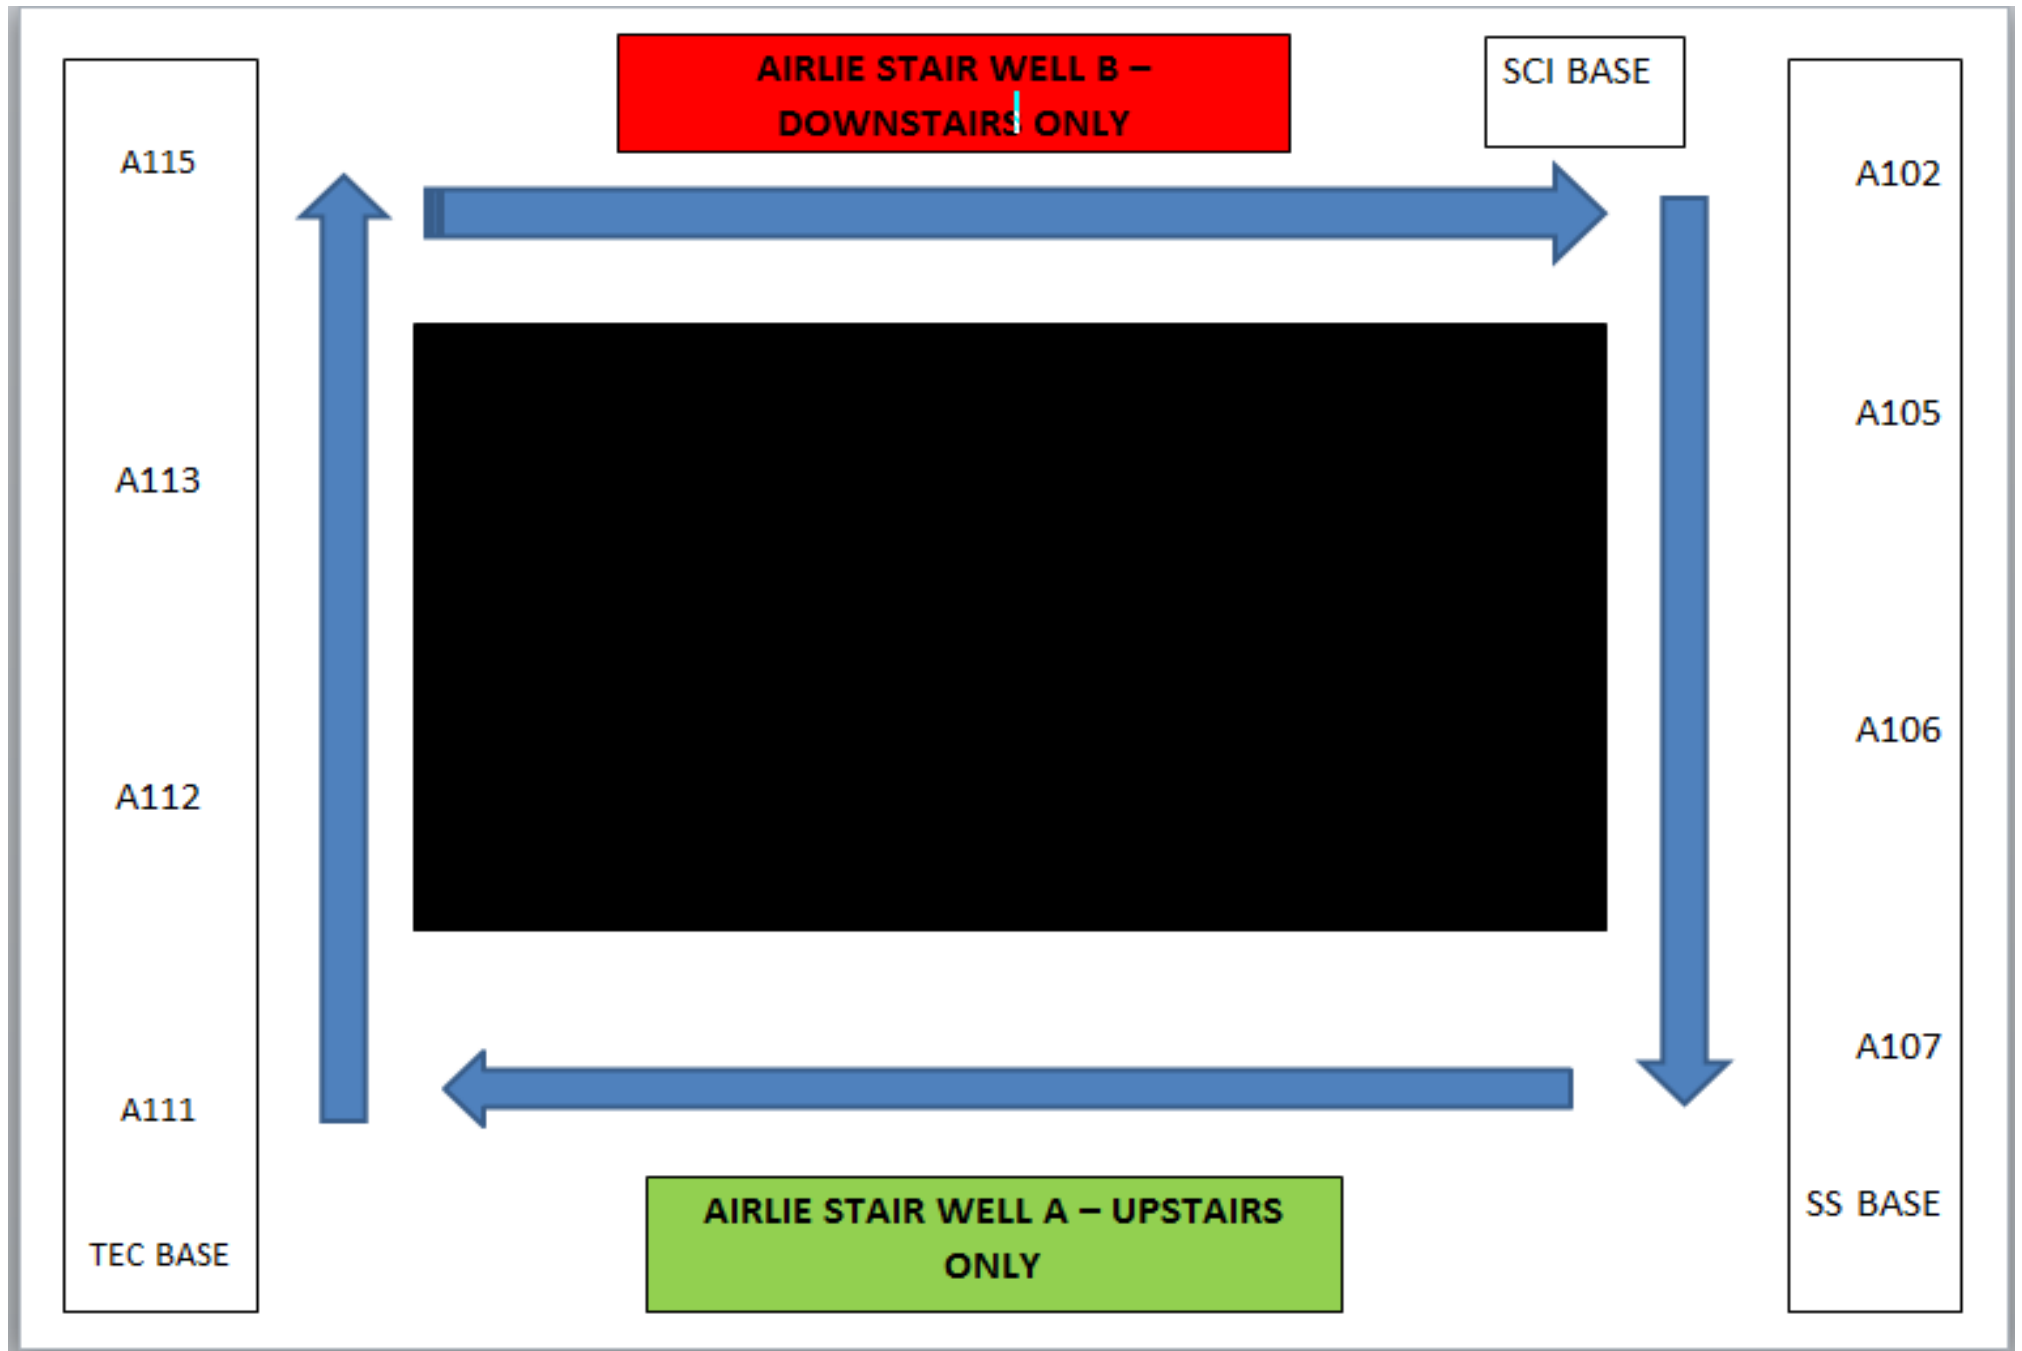 AIRLIE STAIR WELL B –
DOWNSTAIRS ONLY
SCI BASE
A115
A113
A112
A111
TEC BASE
A102
A105
A106
A107
SS BASE
AIRLIE STAIR WELL A – UPSTAIRS
ONLY